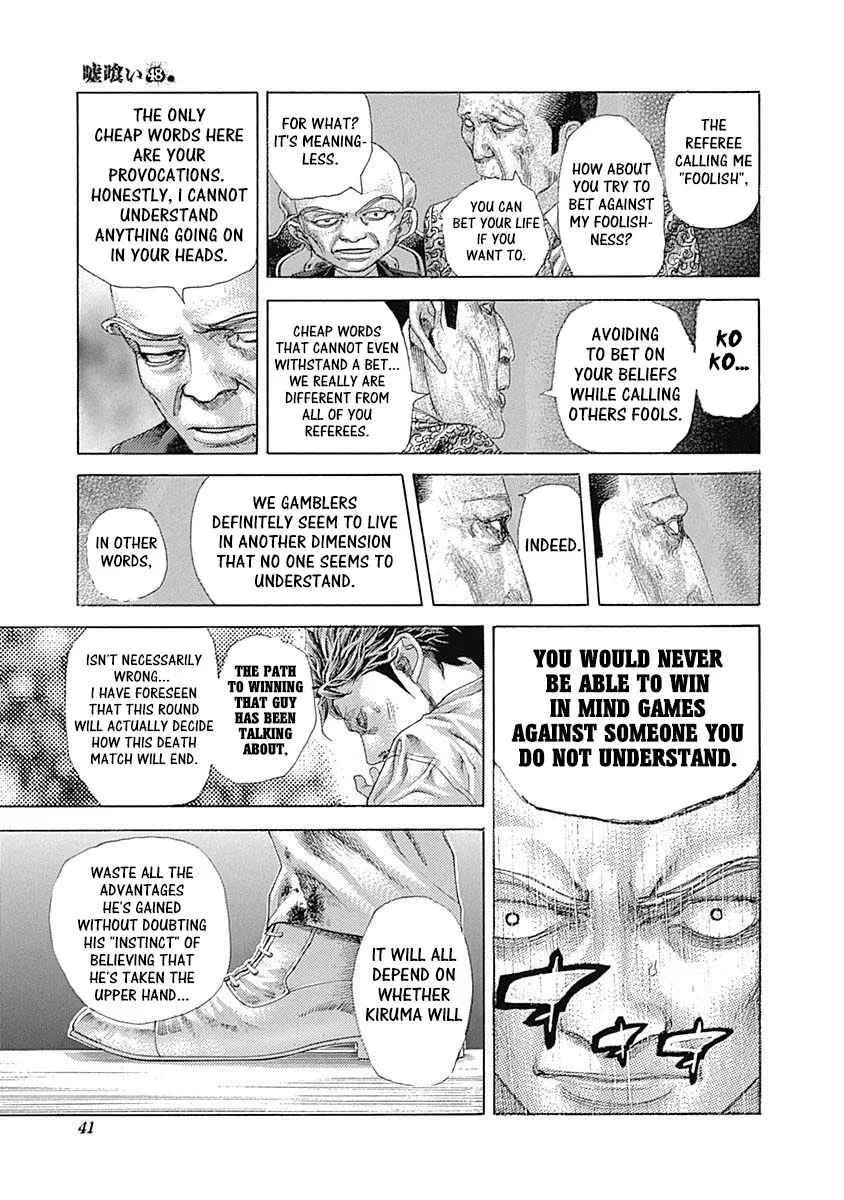 嘘喰い 48
THE
REFEREE
CALLING ME
"FOOLISH",
HOW ABOUT
YOU TRY TO
BET AGAINST
MY FOOLISH-
NESS?
YOU CAN
BET YOUR LIFE
IF YOU
WANT TO.
FOR WHAT?
IT'S MEANING-
LESS.
THE ONLY
CHEAP WORDS HERE
ARE YOUR
PROVOCATIONS.
HONESTLY, I CANNOT
UNDERSTAND
ANYTHING GOING ON
IN YOUR HEADS.
KO
KO...
AVOIDING
TO BET ON
YOUR BELIEFS
WHILE CALLING
OTHERS FOOLS.
CHEAP WORDS
THAT CANNOT EVEN
WITHSTAND A BET...
WE REALLY ARE
DIFFERENT FROM
ALL OF YOU
REFEREES.
INDEED.
WE GAMBLERS
DEFINITELY SEEM TO LIVE
IN ANOTHER DIMENSION
THAT NO ONE SEEMS TO
UNDERSTAND.
IN OTHER
WORDS,
YOU WOULD NEVER
BE ABLE TO WIN
IN MIND GAMES
AGAINST SOMEONE YOU
DO NOT UNDERSTAND.
THE PATH
TO WINNING
THAT GUY
HAS BEEN
TALKING
ABOUT,
ISN'T NECESSARILY
WRONG...
I HAVE FORESEEN
THAT THIS ROUND
WILL ACTUALLY DECIDE
HOW THIS DEATH
MATCH WILL END.
IT WILL ALL
DEPEND ON
WHETHER
KIRUMA WILL
WASTE ALL THE
ADVANTAGES
HE'S GAINED
WITHOUT DOUBTING
HIS "INSTINCT" OF
BELIEVING THAT
HE'S TAKEN THE
UPPER HAND...
41